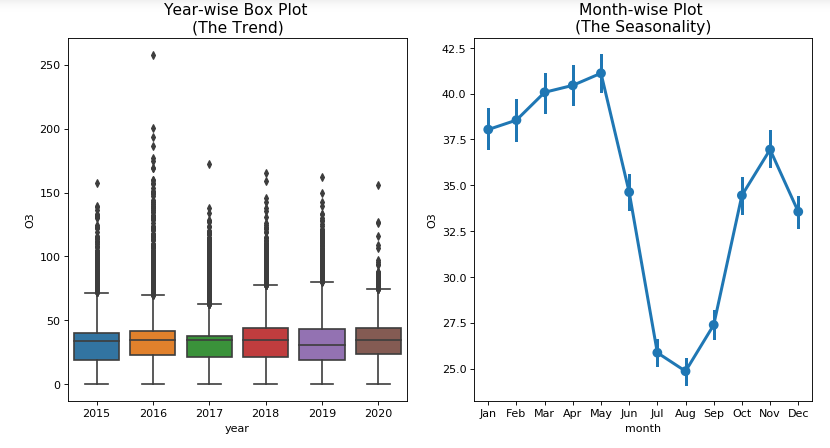 Year-wise Box Plot
(The Trend)
250
200
150
100
50
0
O3
2015 2016 2017 2018 2019 2020
year
Month-wise Plot
(The Seasonality)
42.5
40.0
37.5
35.0
32.5
30.0
27.5
25.0
O3
Jan Feb Mar Apr May Jun Jul Aug Sep Oct Nov Dec
month